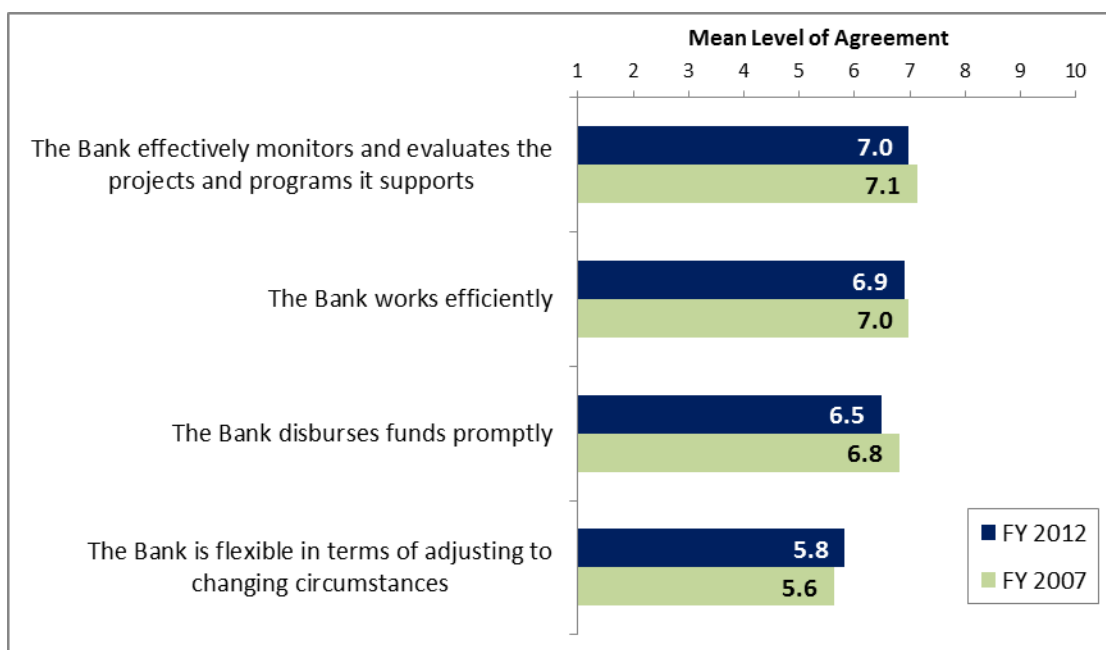 Mean Level of Agreement
1 2 3 4 5 6 7 8 9 10
The Bank effectively monitors and evaluates the
projects and programs it supports
7.0
7.1
The Bank works efficiently
6.9
7.0
The Bank disburses funds promptly
6.5
6.8
The Bank is flexible in terms of adjusting to
changing circumstances
5.8
5.6
FY 2012
FY 2007